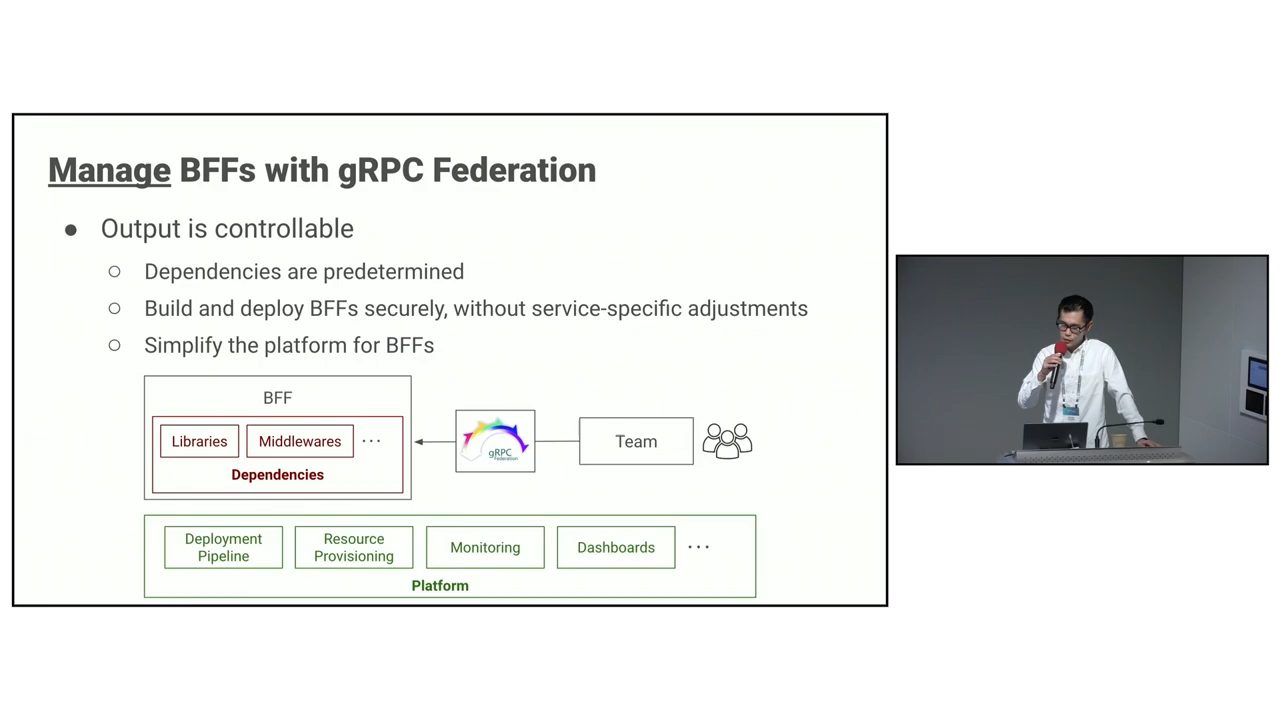 Manage BFFs with gRPC Federation
● Output is controllable
○ Dependencies are predetermined
○ Build and deploy BFFs securely, without service-specific adjustments
○ Simplify the platform for BFFs
BFF
Libraries
Middlewares
...
Dependencies
gRPC
Federation
Team
Deployment
Pipeline
Resource
Provisioning
Monitoring
Dashboards
...
Platform